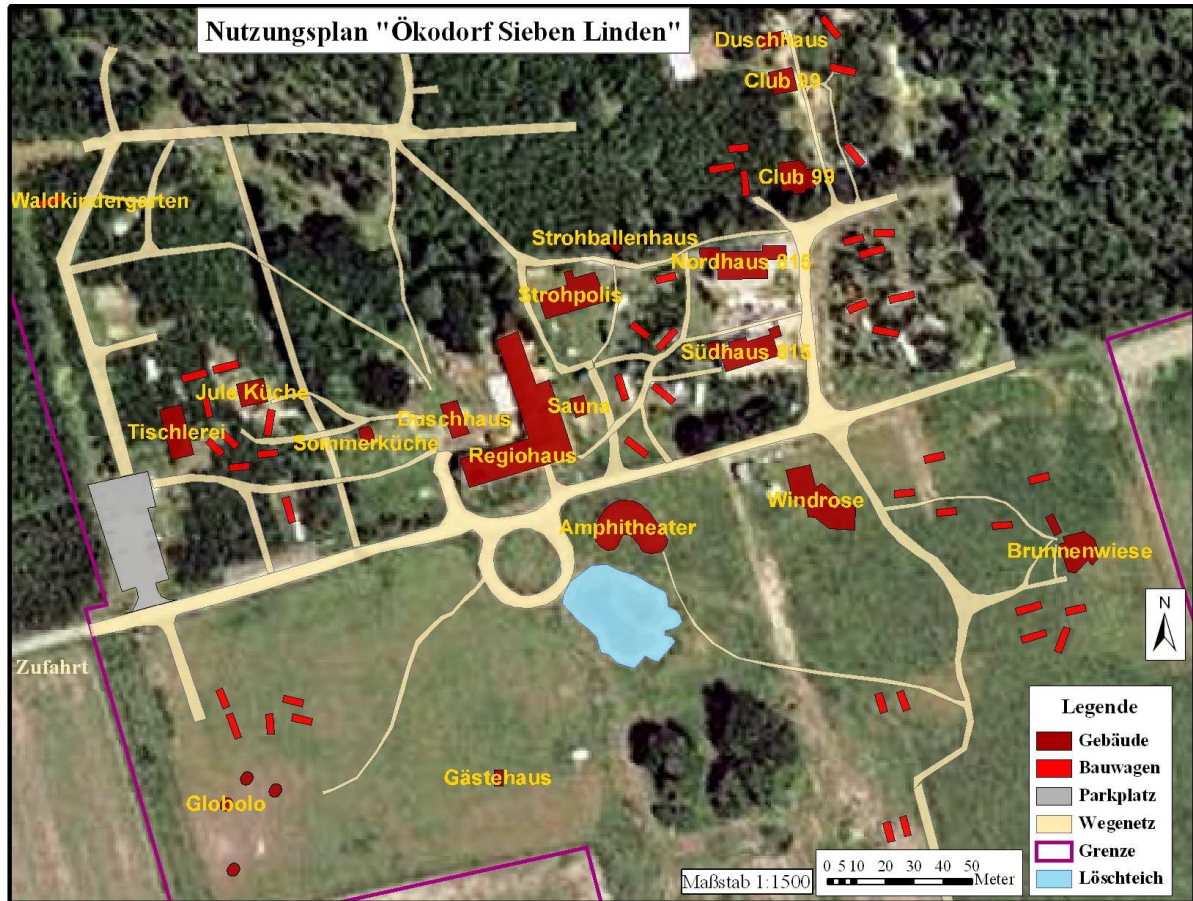 Nutzungsplan "Ökodorf Sieben Linden"
Duschhaus
Club 99
Club 99
Waldkindergarten
Strohballenhaus
Nordhaus 815
Strohpolis
Südhaus 815
Jule Küche
Sauna
Duschhaus
Tischlerei
Sommerküche
Regiohaus
Windrose
Amphitheater
Brunnenwiese
N
Zufahrt
Gästehaus
Globolo
Legende
Gebäude
Bauwagen
Parkplatz
Wegenetz
Grenze
Löschteich
Maßstab 1:1500
0 5 10 20 30 40 50
Meter